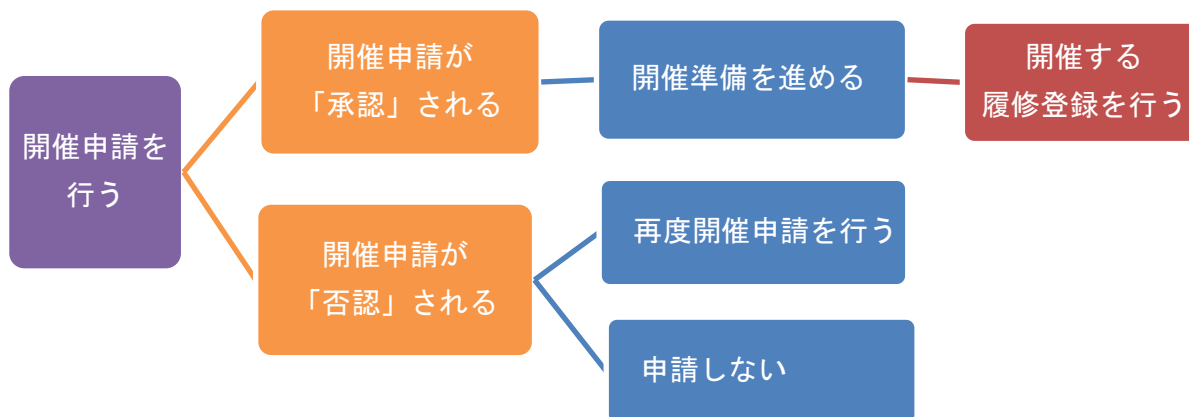 開催申請を
行う
開催申請が
「承認」される
開催準備を進める
開催する
履修登録を行う
開催申請が
「否認」される
再度開催申請を行う
申請しない